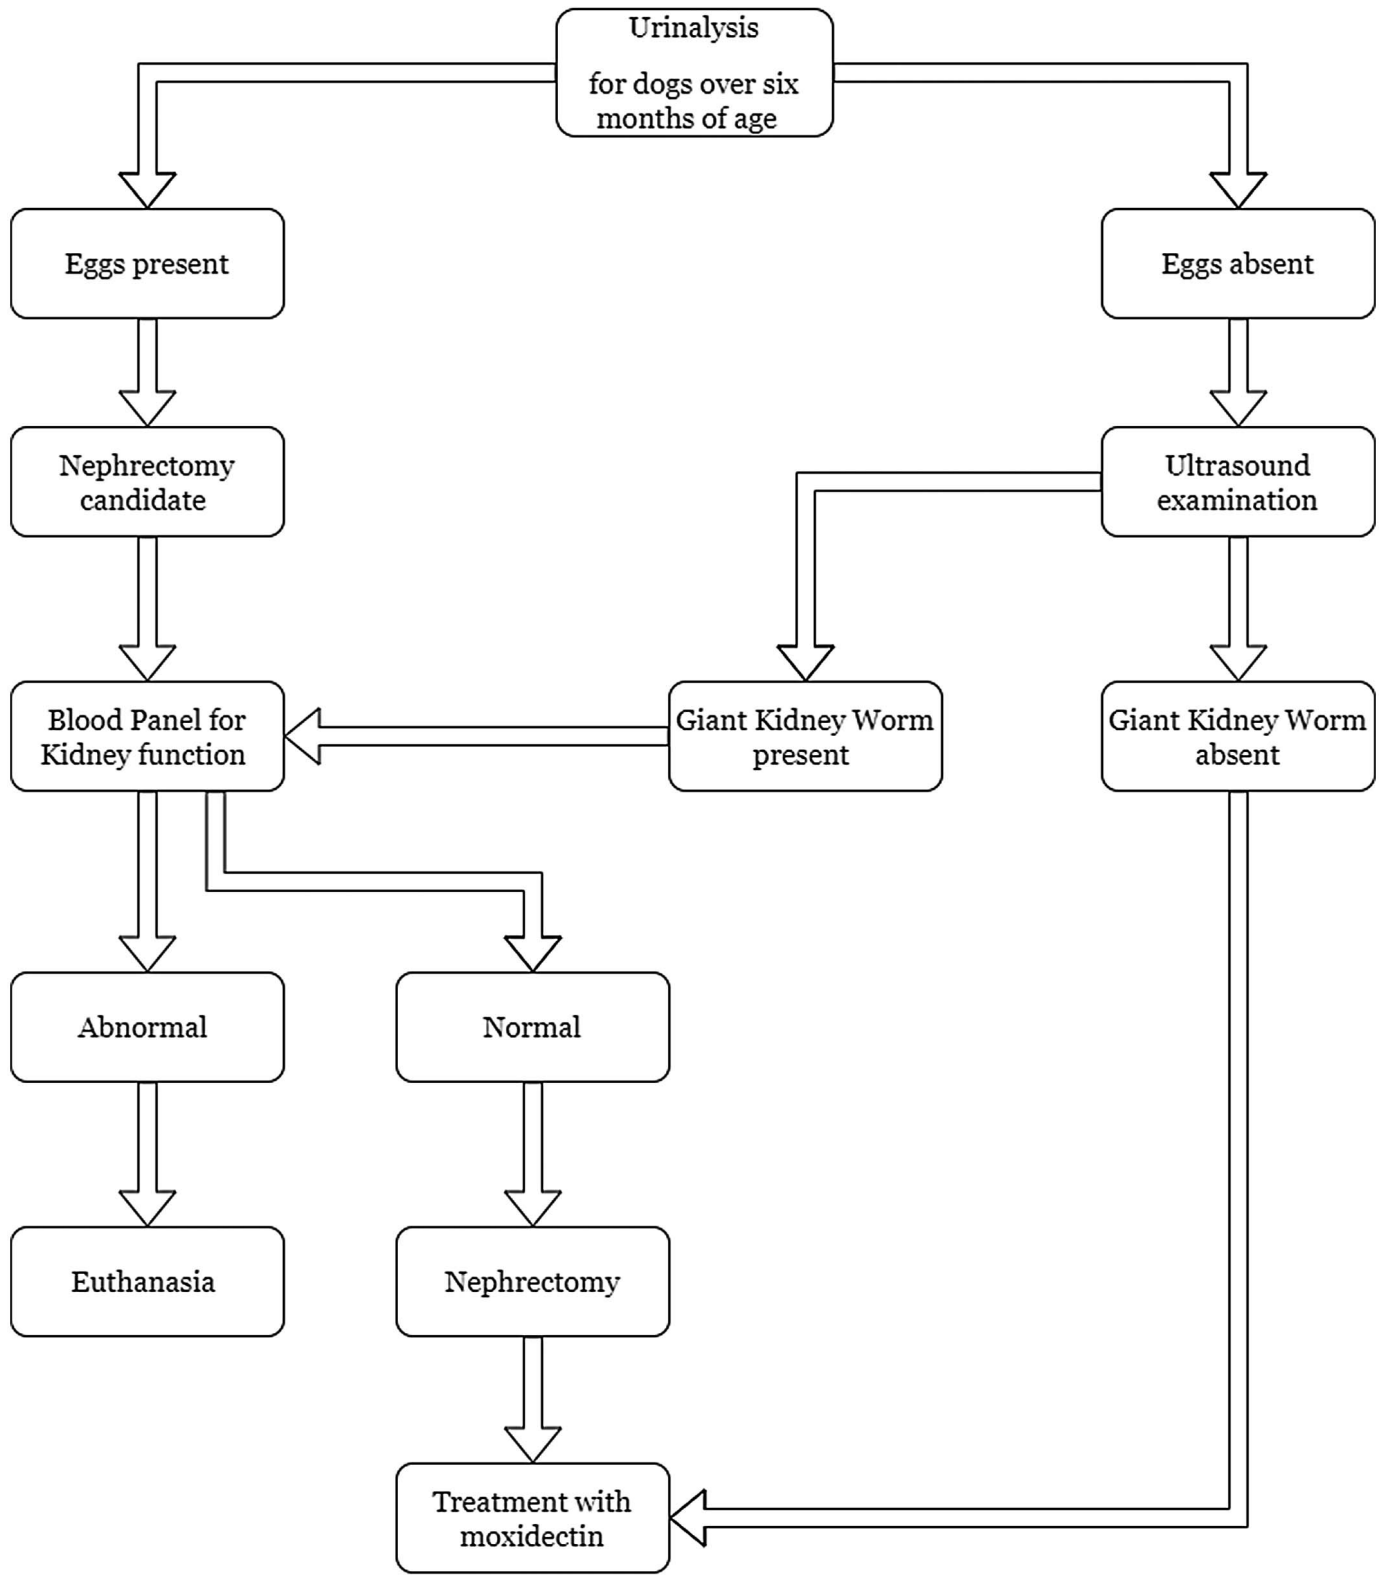 Urinalysis
for dogs over six
months of age
Eggs present
Eggs absent
Nephrectomy
candidate
Ultrasound
examination
Blood Panel for
Kidney function
Giant Kidney Worm
present
Giant Kidney Worm
absent
Abnormal
Normal
Euthanasia
Nephrectomy
Treatment with
moxidectin